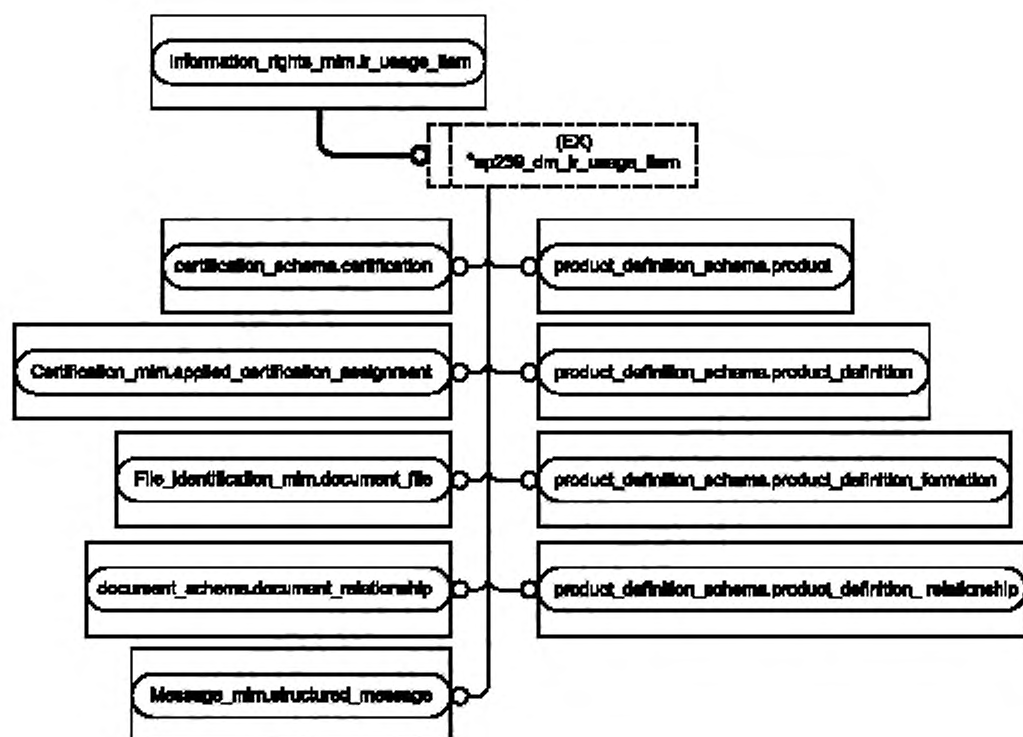 information_rights_mim.ir_usage_item
(EX)
*ap239_dm_ir_usage_item
certification_schema.certification
product_definition_schema.product
Certification_mim.applied_certification_assignment
product_definition_schema.product_definition
File_identification_mim.document_file
product_definition_schema.product_definition_formation
document_schema.document_relationship
product_definition_schema.product_definition_ relationship
Message_mim.structured_message